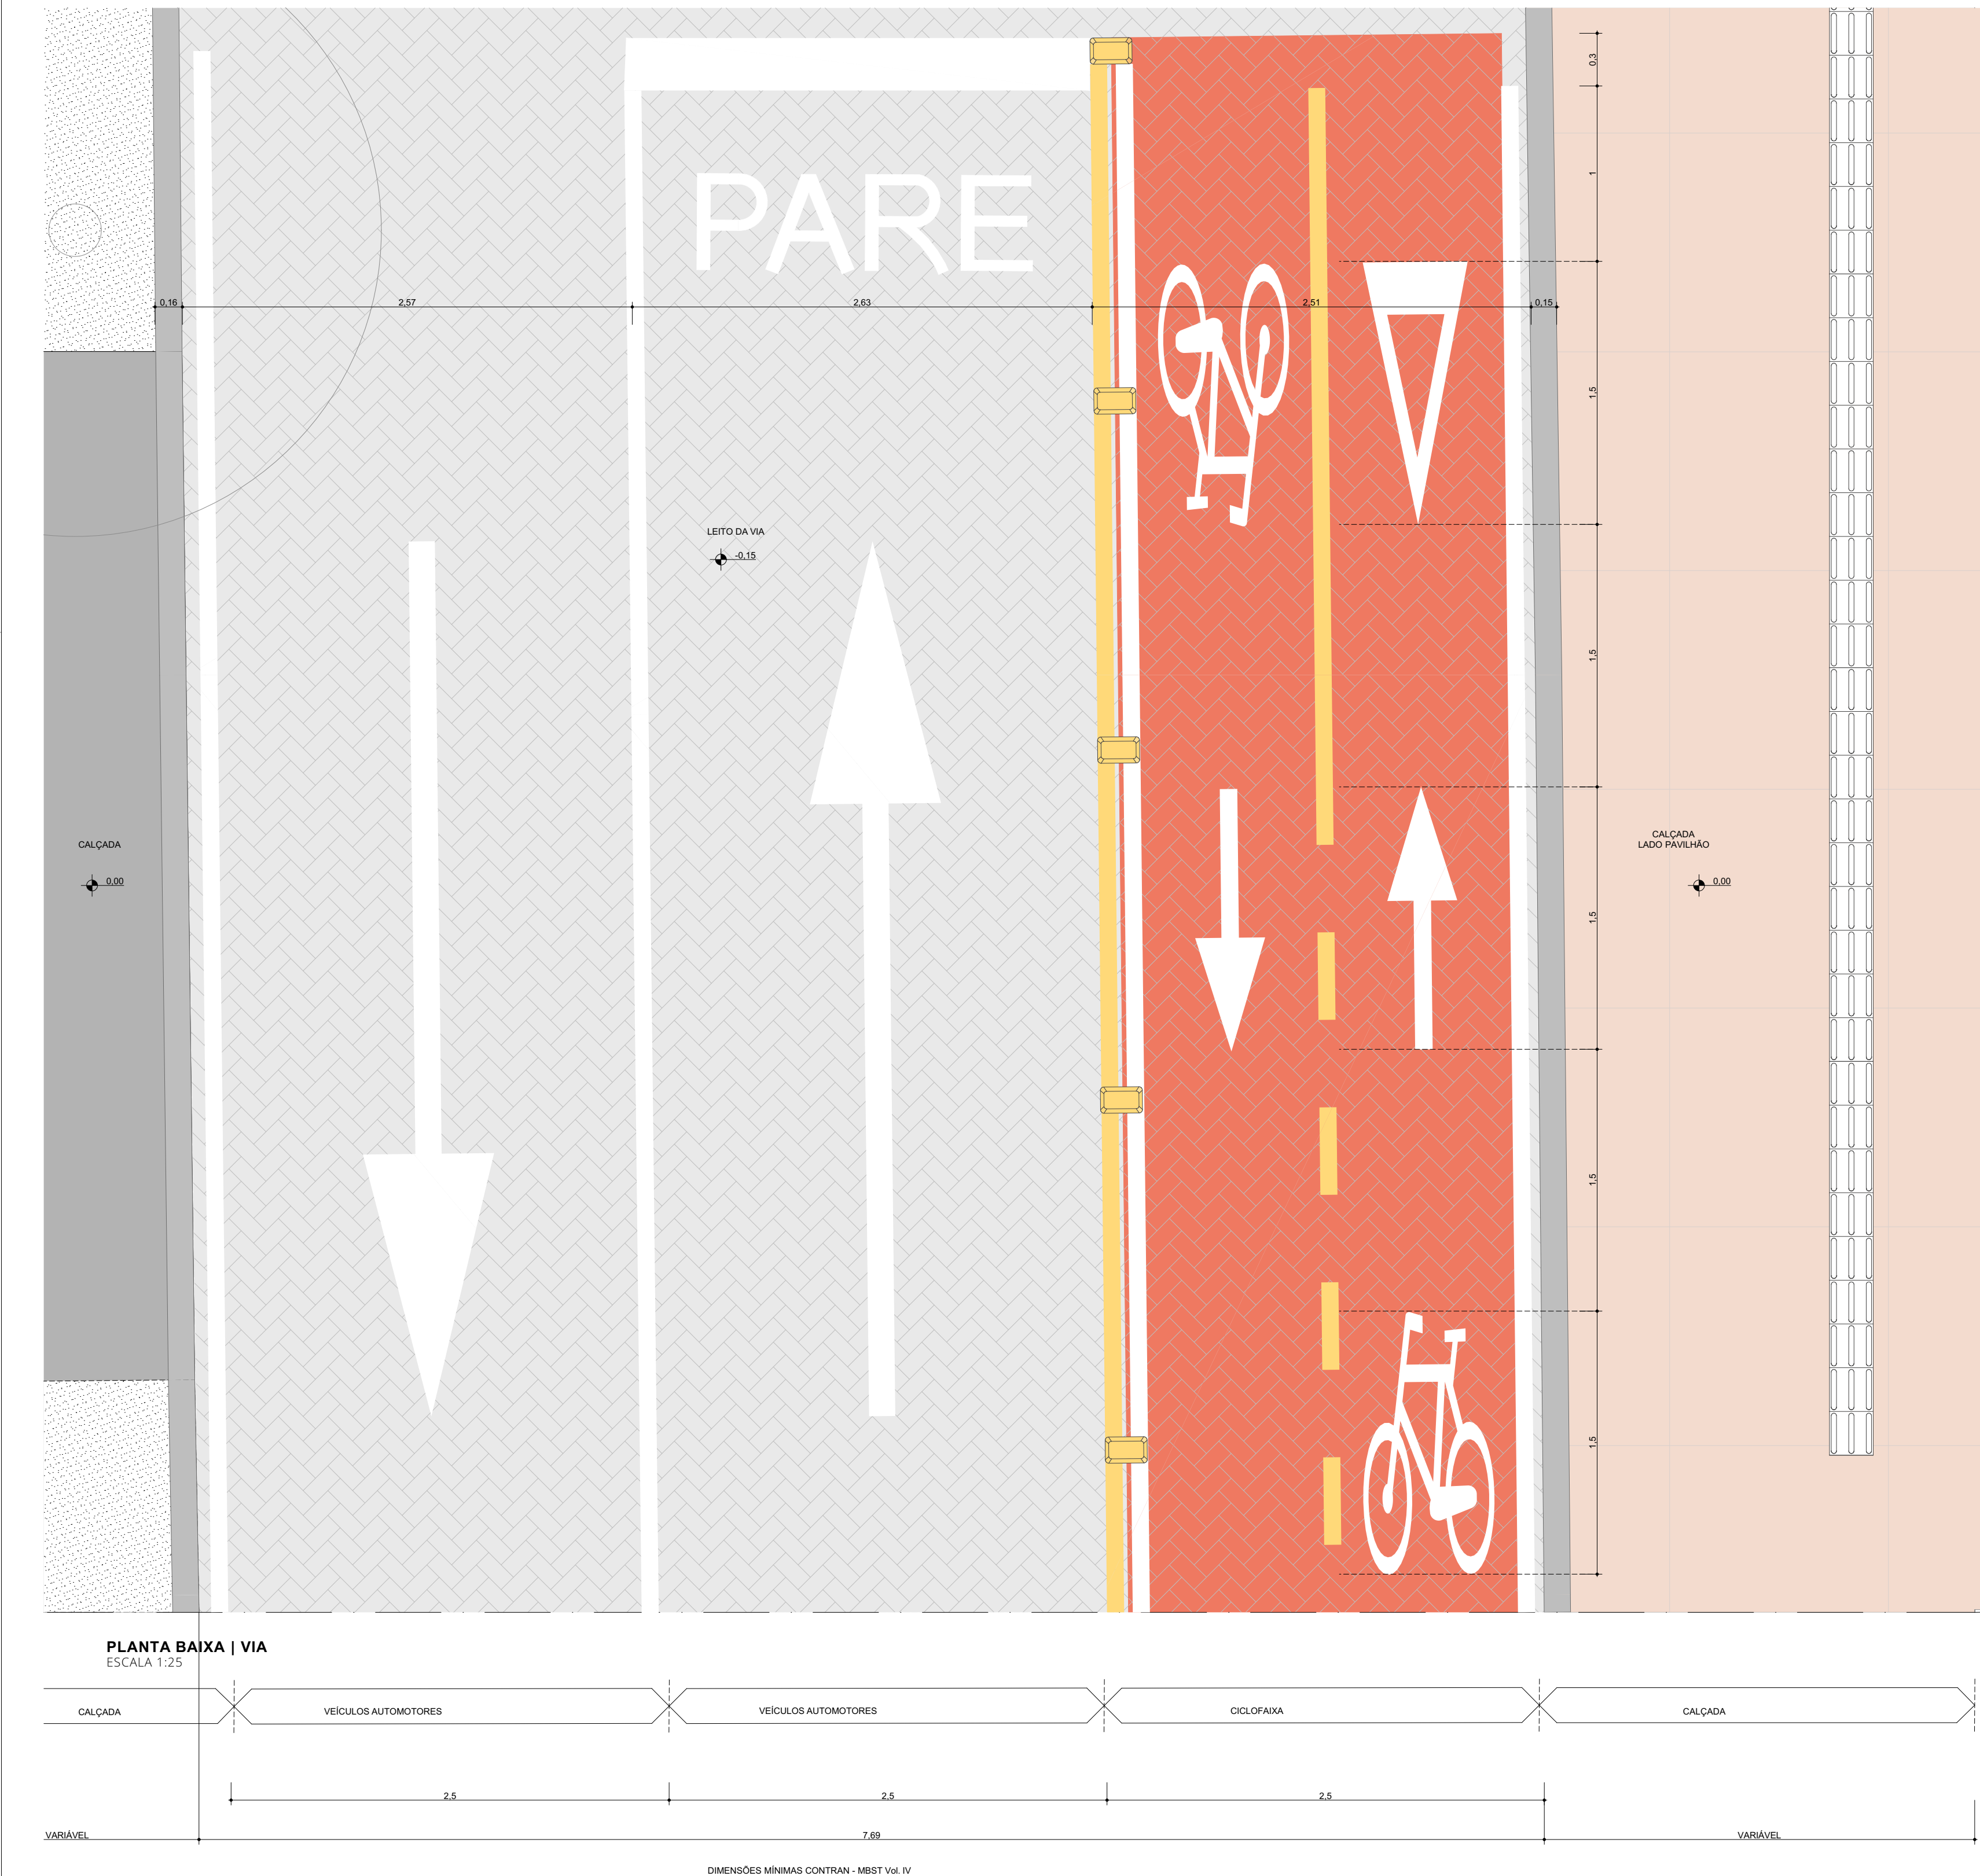 0,3
1
PARE
0,16
2,57
2,63
2,51
0,15
1,5
LEITO DA VIA
-0,15
1,5
CALÇADA
LADO PAVILHÃO
CALÇADA
0,00
0,00
1,5
1,5
1,5
PLANTA BAIXA | VIA
ESCALA 1:25
CALÇADA
VEÍCULOS AUTOMOTORES
VEÍCULOS AUTOMOTORES
CICLOFAIXA
CALÇADA
2,5
2,5
2,5
VARIÁVEL
7,69
VARIÁVEL
DIMENSÕES MÍNIMAS CONTRAN - MBST Vol. IV